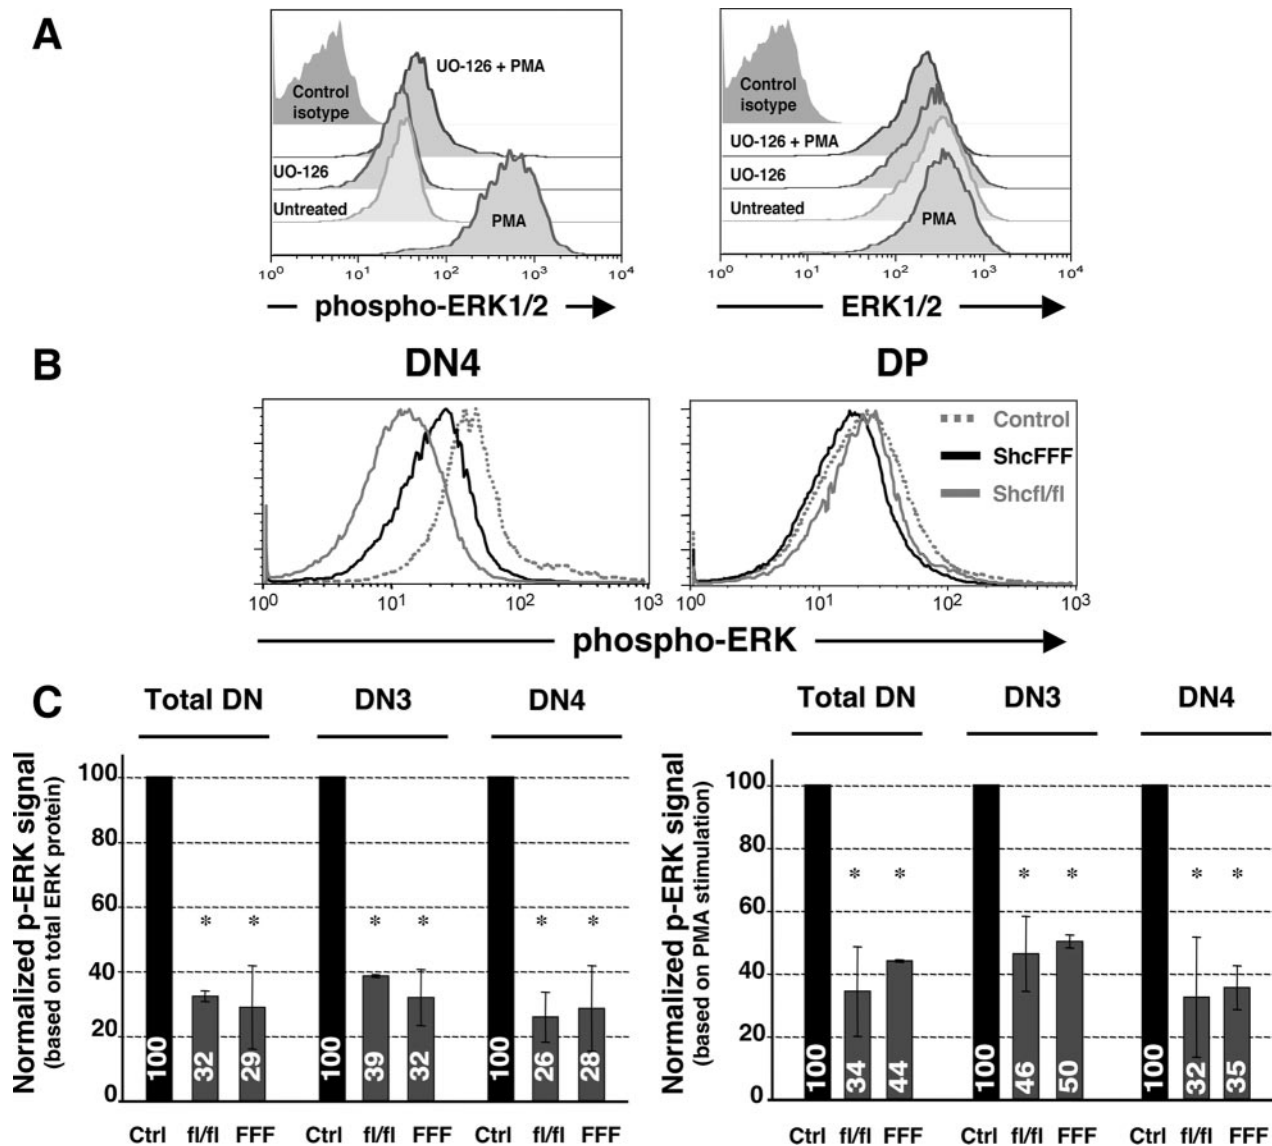 A
Control
isotype
UO-126 + PMA
UO-126
Untreated
PMA
10⁰ 10¹ 10² 10³ 10⁴
phospho-ERK1/2
Control
isotype
UO-126 + PMA
UO-126
Untreated
PMA
10⁰ 10¹ 10² 10³ 10⁴
ERK1/2
B
DN4
DP
Control
ShcFFF
Shcfl/fl
10⁰ 10¹ 10² 10³
10⁰ 10¹ 10² 10³
phospho-ERK
C
Total DN DN3 DN4
Normalized p-ERK signal
(based on total ERK protein)
100
80
60
40
20
0
* * * * * *
100 32 29 100 39 32 100 26 28
Ctrl fl/fl FFF Ctrl fl/fl FFF Ctrl fl/fl FFF
Total DN DN3 DN4
Normalized p-ERK signal
(based on PMA stimulation)
100
80
60
40
20
0
* * * * * *
100 34 44 100 46 50 100 32 35
Ctrl fl/fl FFF Ctrl fl/fl FFF Ctrl fl/fl FFF